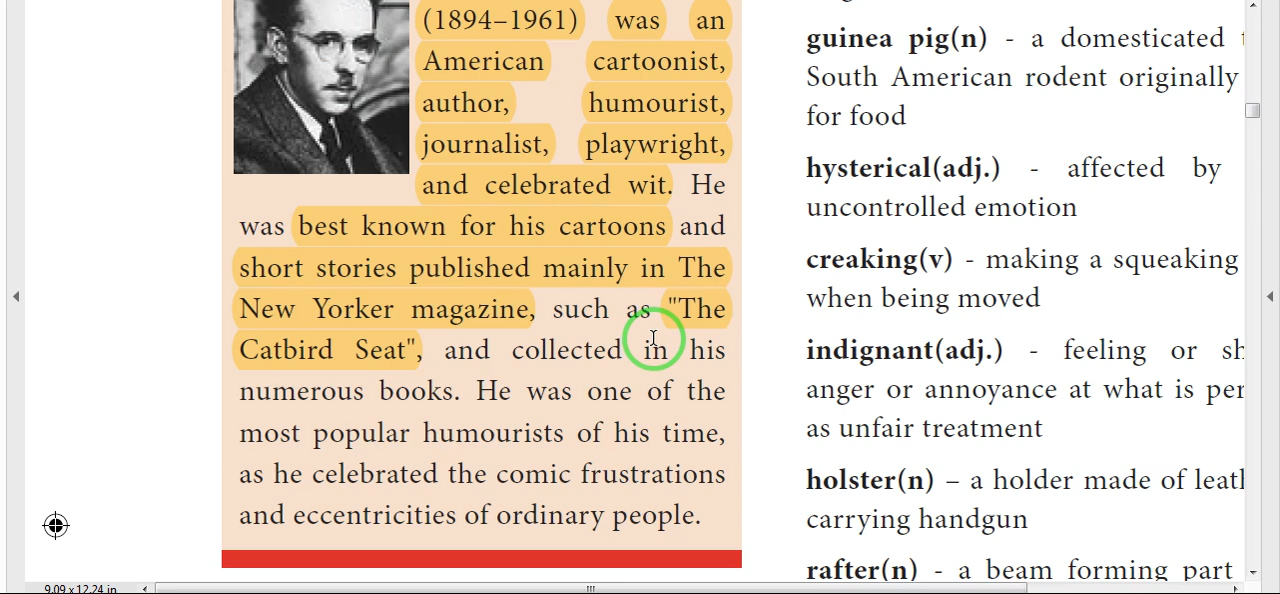 (1894–1961) was an
American cartoonist,
author, humourist,
journalist, playwright,
and celebrated wit. He
was best known for his cartoons and
short stories published mainly in The
New Yorker magazine, such as "The
Catbird Seat", and collected in his
numerous books. He was one of the
most popular humourists of his time,
as he celebrated the comic frustrations
and eccentricities of ordinary people.
guinea pig(n) - a domesticated t
South American rodent originally
for food
hysterical(adj.) - affected by
uncontrolled emotion
creaking(v) - making a squeaking
when being moved
indignant(adj.) - feeling or sh
anger or annoyance at what is per
as unfair treatment
holster(n) – a holder made of leath
carrying handgun
rafter(n) - a beam forming part
9.09 x 12.24 in